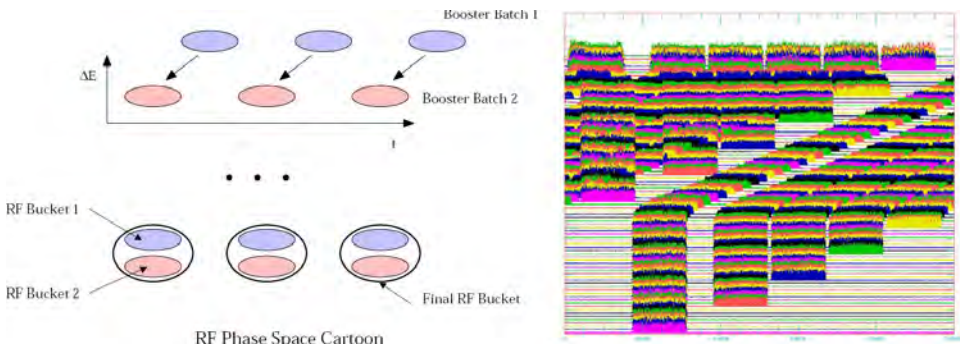 Booster Batch 1
ΔE
Booster Batch 2
RF Bucket 1
RF Bucket 2
Final RF Bucket
RF Phase Space Cartoon